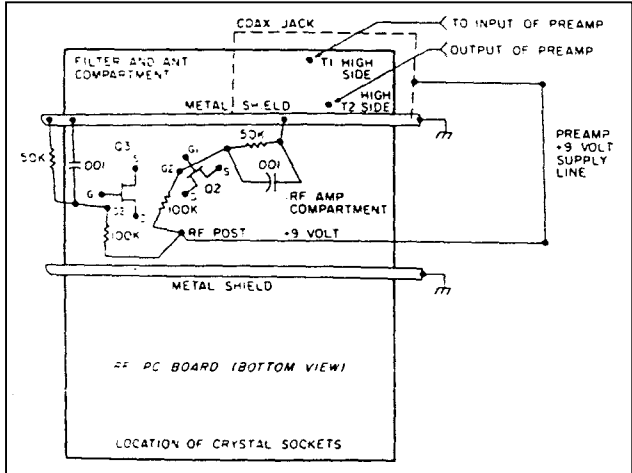 COAX JACK
TO INPUT OF PREAMP
OUTPUT OF PREAMP
FILTER AND ANT
COMPARTMENT
T1 HIGH
SIDE
HIGH
T2 SIDE
METAL SHIELD
PREAMP
+9 VOLT
SUPPLY
LINE
50K
.001
Q3
S
G
G2
D
100K
G1
G2
S
D
Q2
50K
.001
100K
RF AMP
COMPARTMENT
RF POST
+9 VOLT
METAL SHIELD
RF PC BOARD (BOTTOM VIEW)
LOCATION OF CRYSTAL SOCKETS